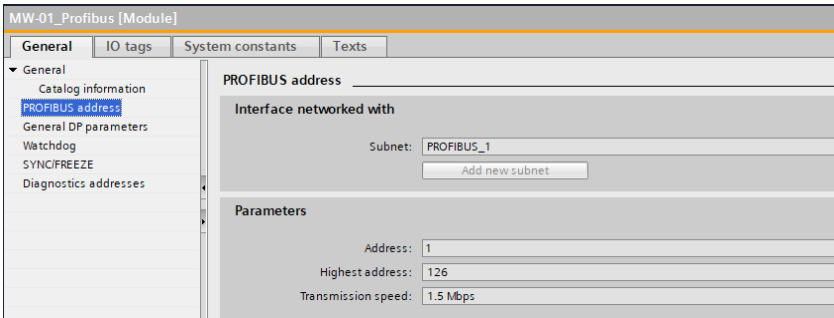 MW-01_Profibus [Module]
General IO tags System constants Texts
General
Catalog information
PROFIBUS address
General DP parameters
Watchdog
SYNC/FREEZE
Diagnostics addresses
PROFIBUS address
Interface networked with
Subnet: PROFIBUS_1
Add new subnet
Parameters
Address: 1
Highest address: 126
Transmission speed: 1.5 Mbps